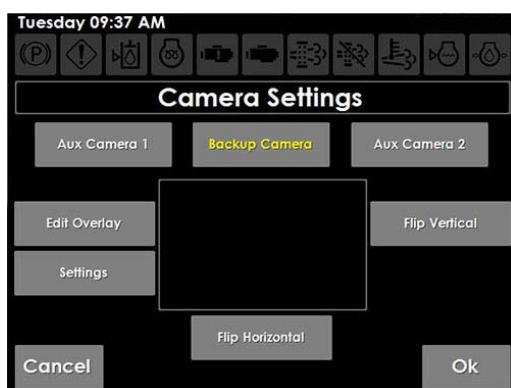 Tuesday 09:37 AM
(P)
Camera Settings
Aux Camera 1
Backup Camera
Aux Camera 2
Edit Overlay
Flip Vertical
Settings
Flip Horizontal
Cancel
Ok